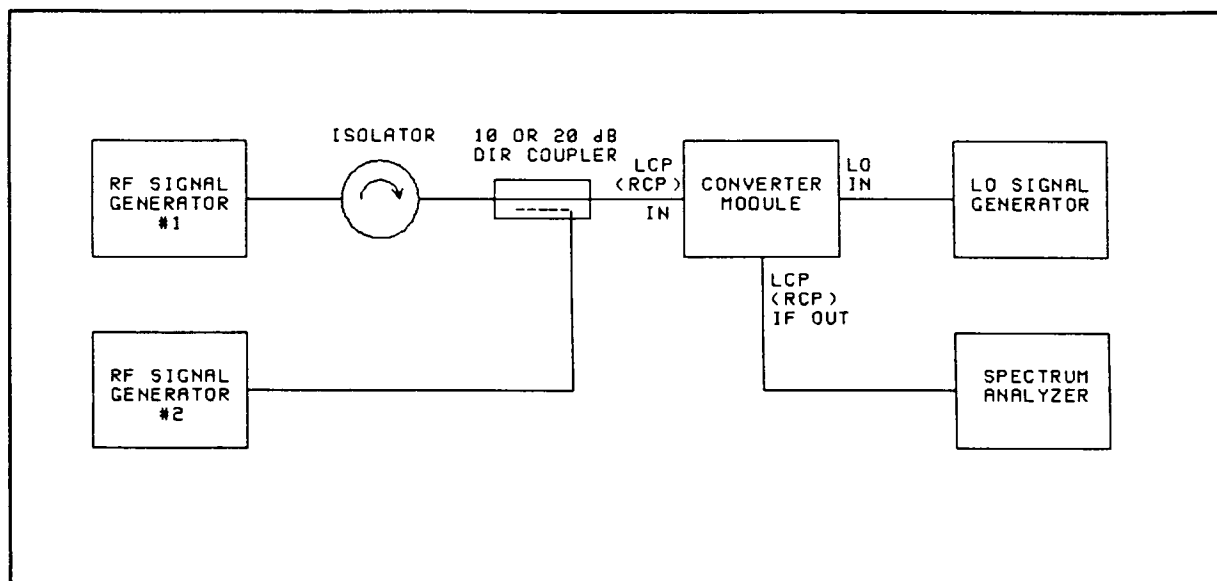 ISOLATOR
10 OR 20 dB
DIR COUPLER
RF SIGNAL
GENERATOR
#1
LCP
(RCP)
IN
CONVERTER
MODULE
LO
IN
LO SIGNAL
GENERATOR
LCP
(RCP)
IF OUT
RF SIGNAL
GENERATOR
#2
SPECTRUM
ANALYZER